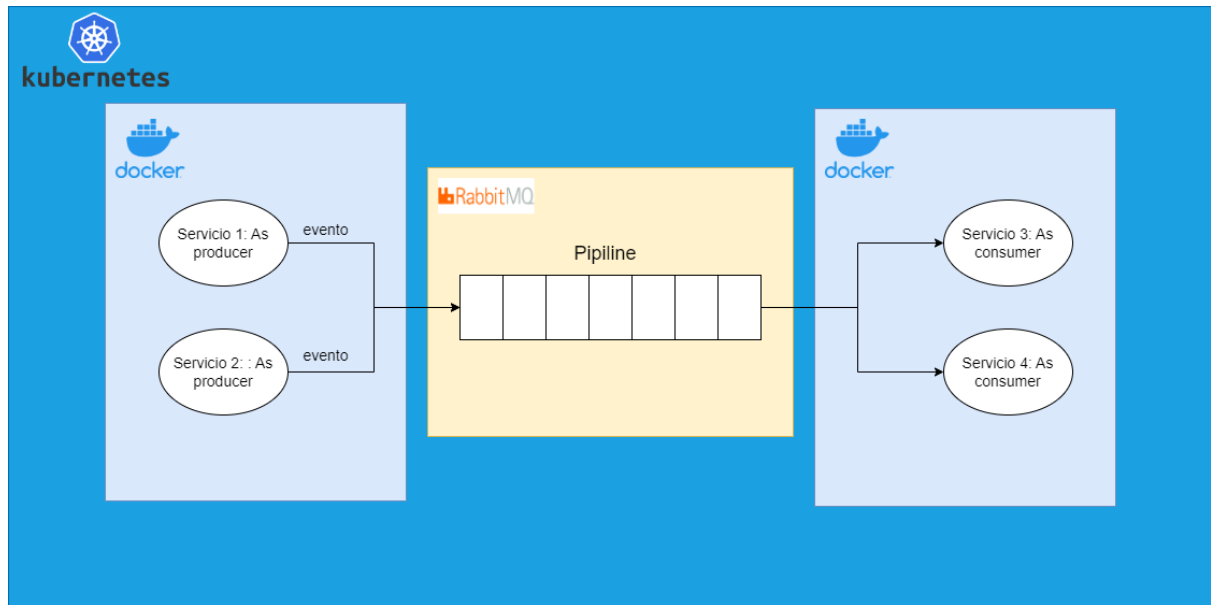 kubernetes
docker
Servicio 1: As
producer
evento
Servicio 2: : As
producer
evento
RabbitMQ
Pipiline
docker
Servicio 3: As
consumer
Servicio 4: As
consumer